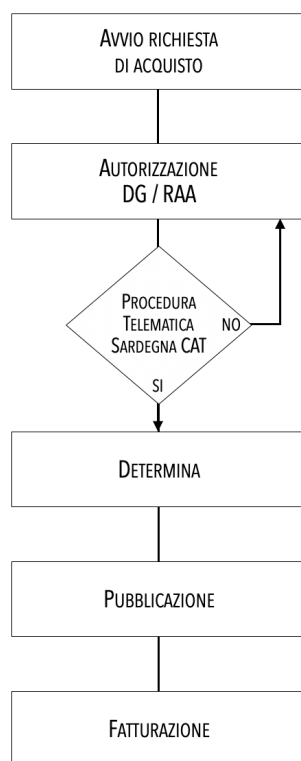 AVVIO RICHIESTA
DI ACQUISTO
AUTORIZZAZIONE
DG / RAA
PROCEDURA
TELEMATICA NO
SARDEGNA CAT
SI
DETERMINA
PUBBLICAZIONE
FATTURAZIONE